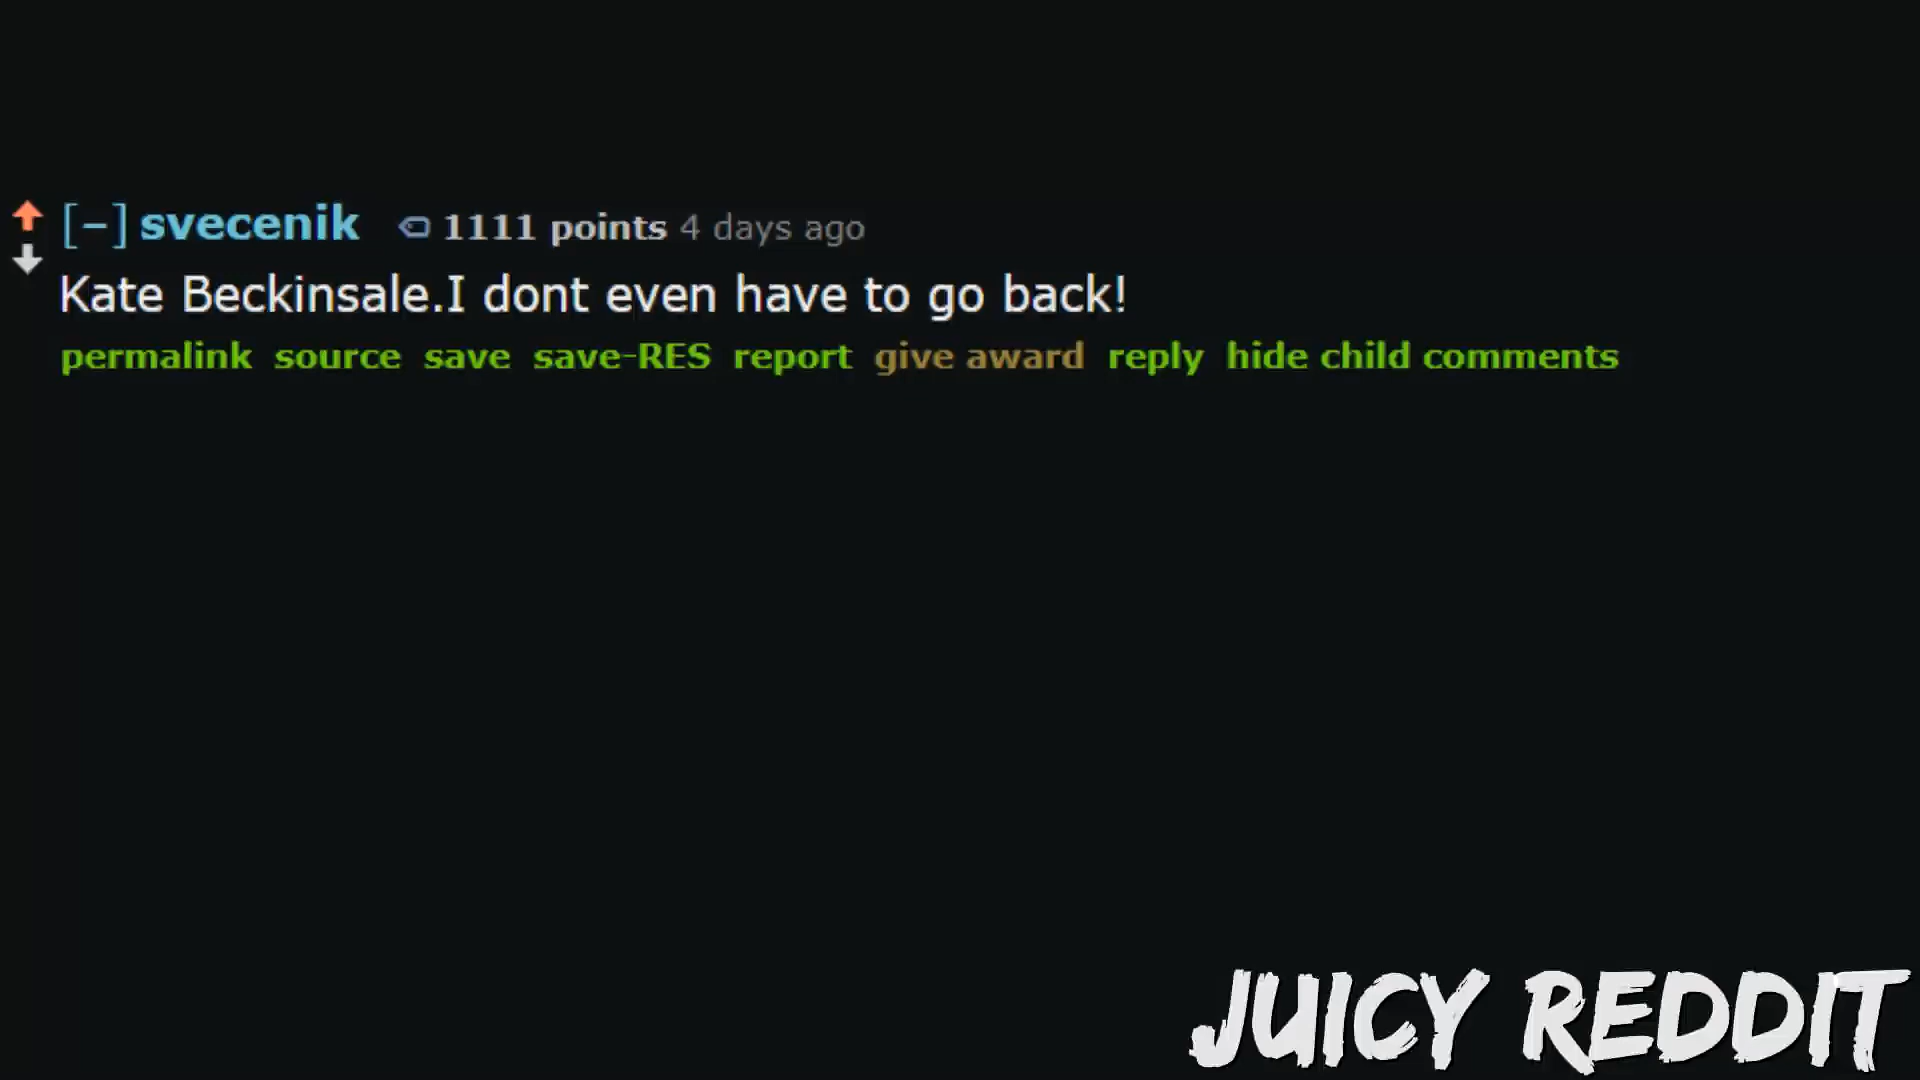 [–] svecenik 1111 points 4 days ago
Kate Beckinsale.I dont even have to go back!
permalink source save save-RES report give award reply hide child comments
JUICY REDDIT